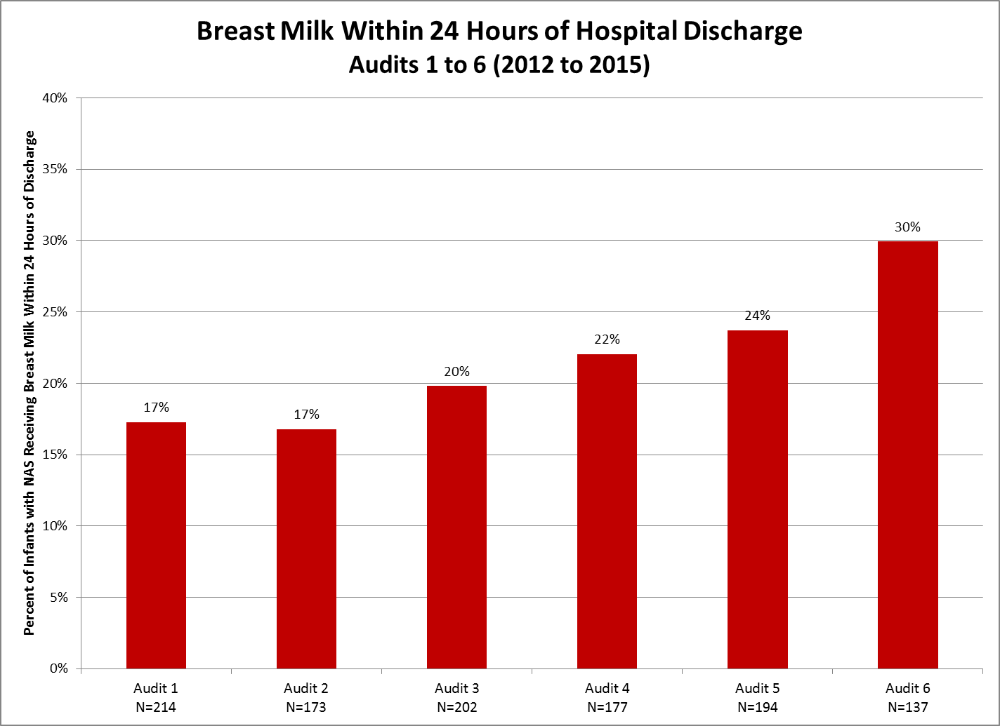 Breast Milk Within 24 Hours of Hospital Discharge
Audits 1 to 6 (2012 to 2015)
Percent of Infants with NAS Receiving Breast Milk Within 24 Hours of Discharge
40%
35%
30%
25%
20%
15%
10%
5%
0%
17%
17%
20%
22%
24%
30%
Audit 1
N=214
Audit 2
N=173
Audit 3
N=202
Audit 4
N=177
Audit 5
N=194
Audit 6
N=137